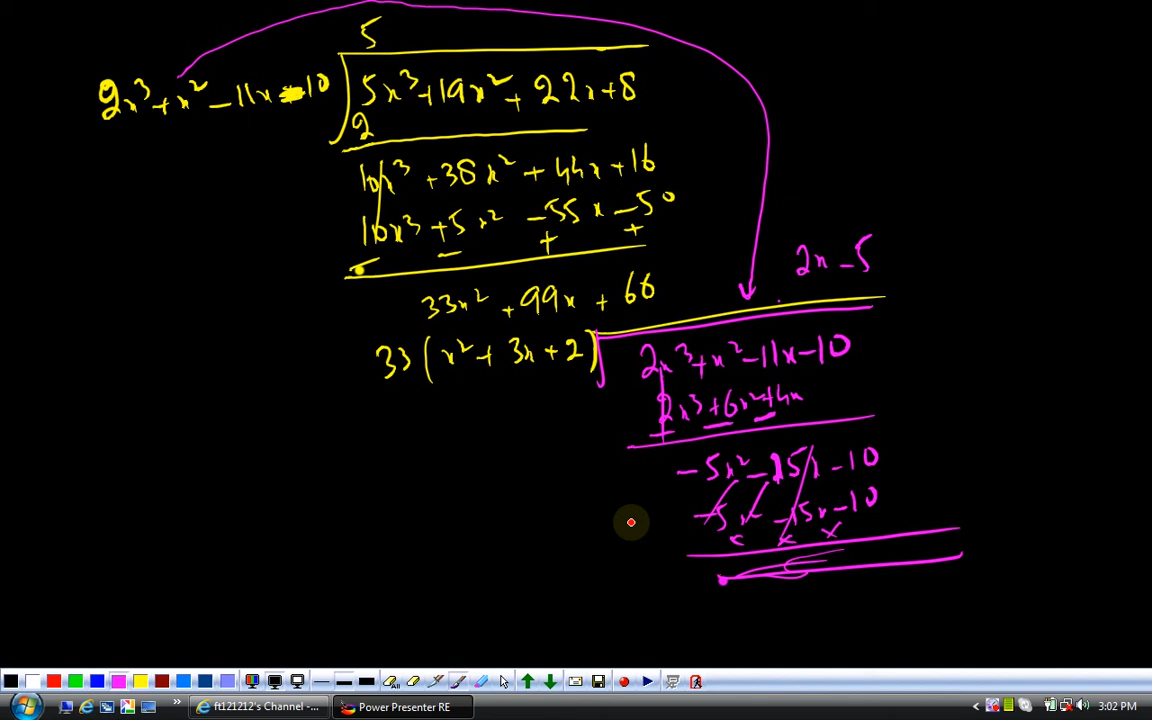 5
2x³ + x² - 11x - 10 5x³ + 19x² + 22x + 8
2
10x³ + 38x² + 44x + 16
10x³ + 5x² - 55x - 50
- + +
33x² + 99x + 66
2x - 5
33 (x² + 3x + 2) 2x³ + x² - 11x - 10
2x³ + 6x² + 4x
-5x² - 15x - 10
-5x² - 15x - 10
ft121212's Channel - ...
Power Presenter RE
3:02 PM